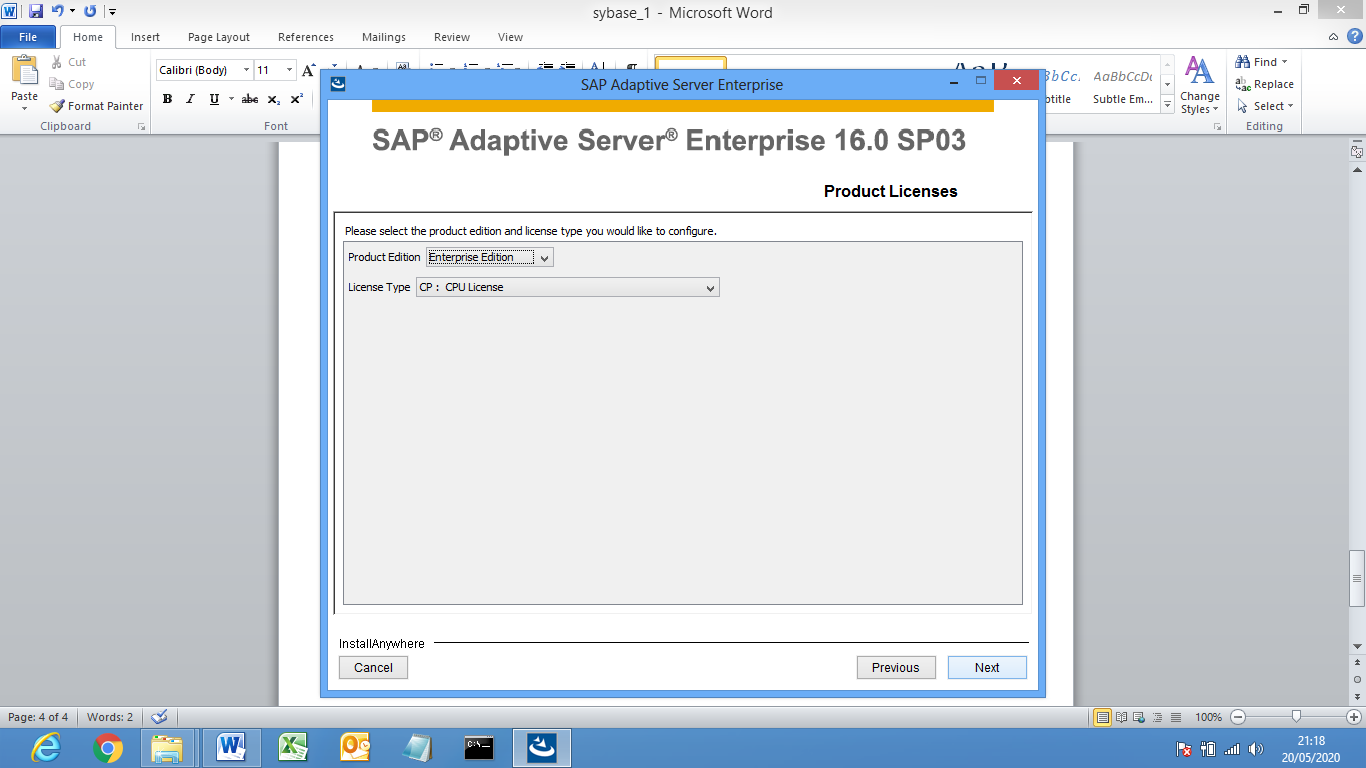 sybase_1 - Microsoft Word
File Home Insert Page Layout References Mailings Review View
Cut
Copy
Format Painter
Paste
Clipboard
Calibri (Body) 11
B I U abc X₂ X²
Font
AaBbCcDc
Subtle Em...
Change
Styles
Find
Replace
Select
Editing
SAP Adaptive Server Enterprise
SAP® Adaptive Server® Enterprise 16.0 SP03
Product Licenses
Please select the product edition and license type you would like to configure.
Product Edition Enterprise Edition
License Type CP : CPU License
InstallAnywhere
Cancel Previous Next
Page: 4 of 4 Words: 2 100%
21:18
20/05/2020